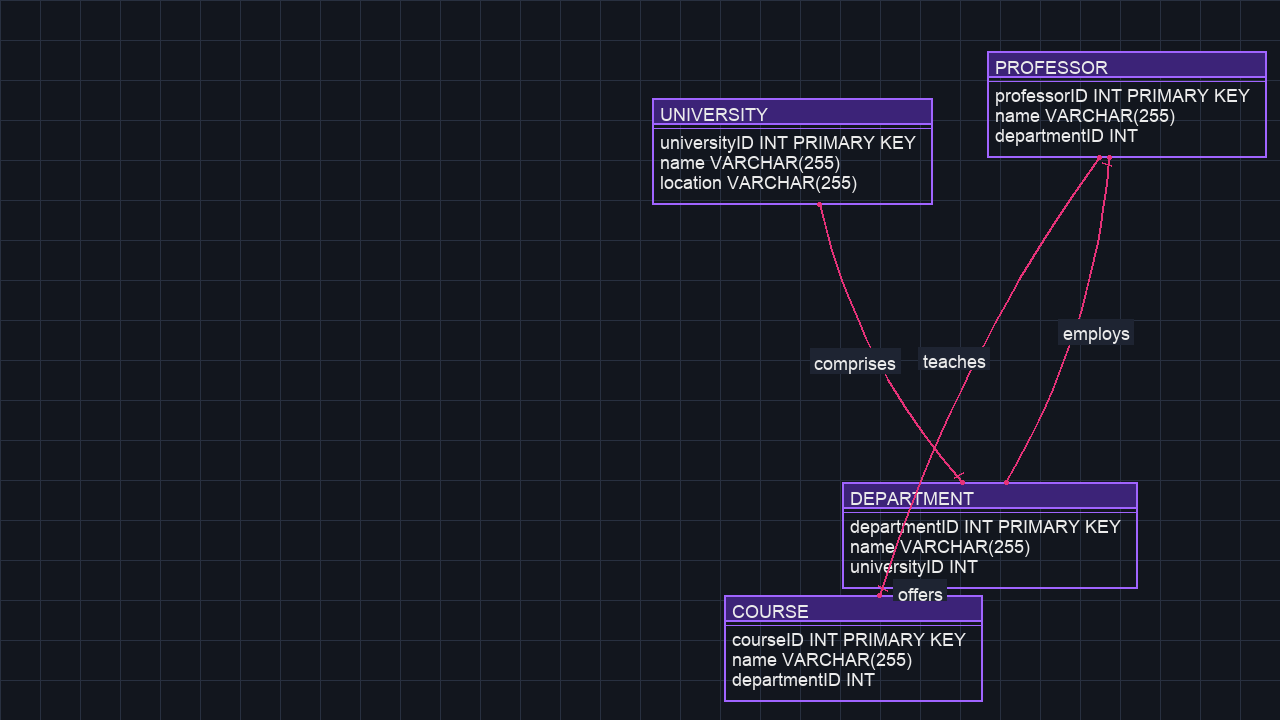 PROFESSOR
professorID INT PRIMARY KEY
name VARCHAR(255)
departmentID INT
UNIVERSITY
universityID INT PRIMARY KEY
name VARCHAR(255)
location VARCHAR(255)
employs
comprises
teaches
DEPARTMENT
departmentID INT PRIMARY KEY
name VARCHAR(255)
universityID INT
offers
COURSE
courseID INT PRIMARY KEY
name VARCHAR(255)
departmentID INT